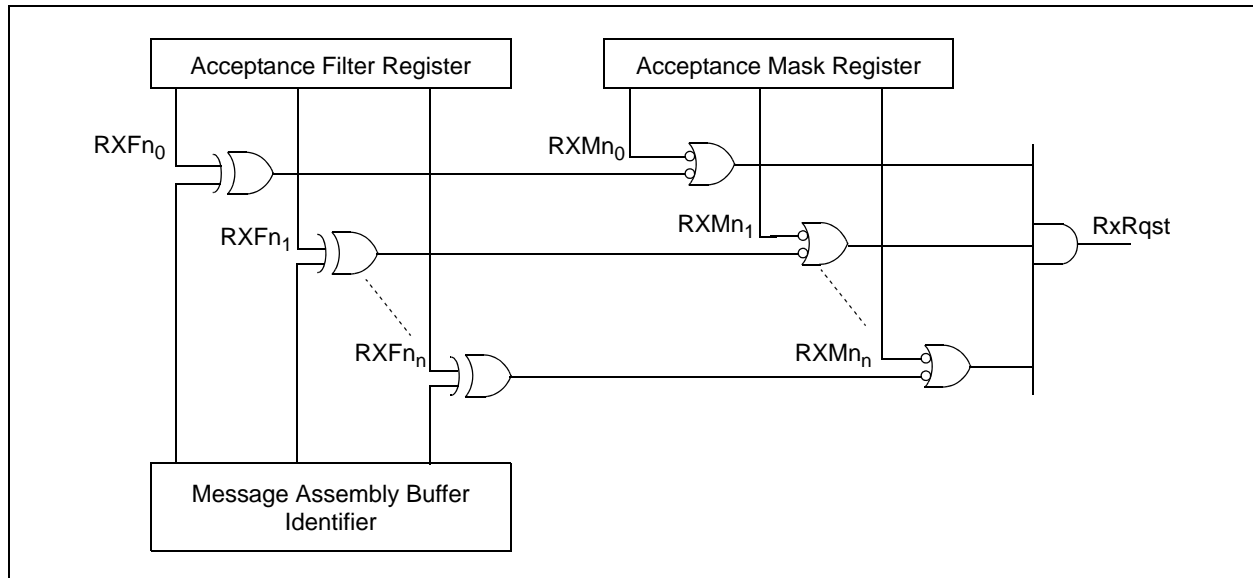 Acceptance Filter Register
Acceptance Mask Register
RXFn₀
RXMn₀
RXFn₁
RXMn₁
RxRqst
RXFnₙ
RXMnₙ
Message Assembly Buffer
Identifier